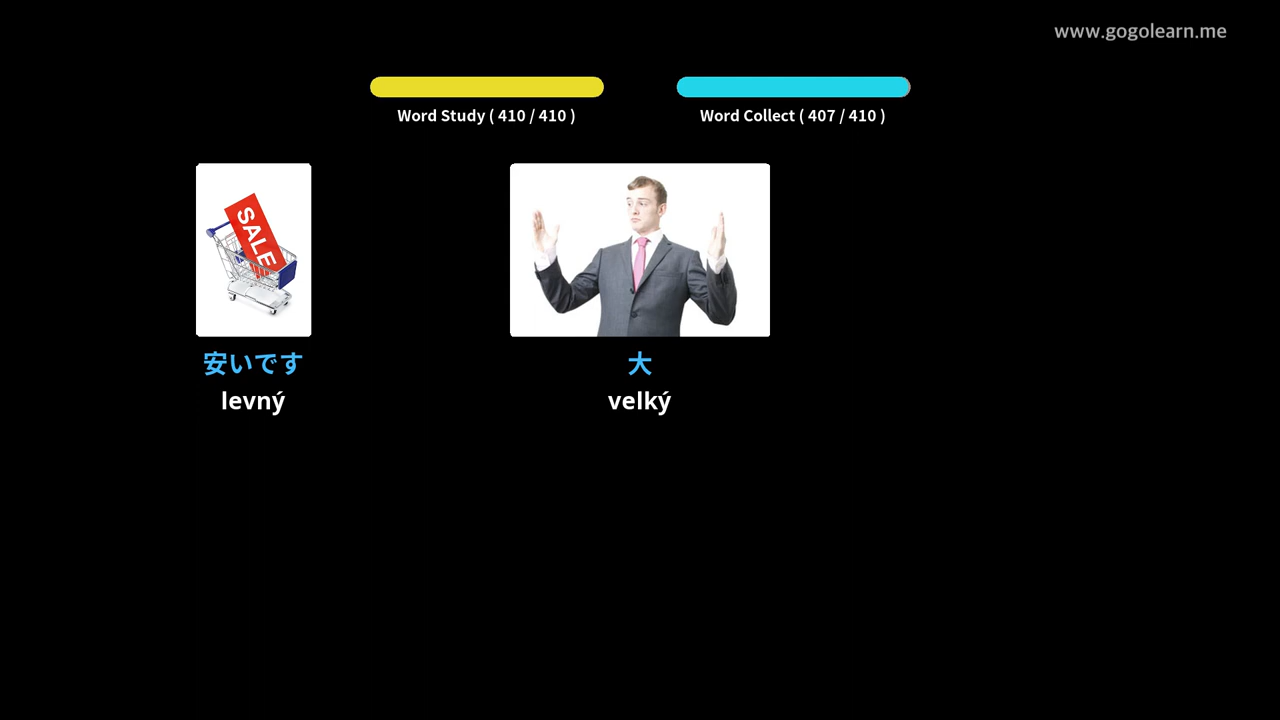 www.gogolearn.me
Word Study ( 410 / 410 )
Word Collect ( 407 / 410 )
SALE
安いです
大
levný
velký